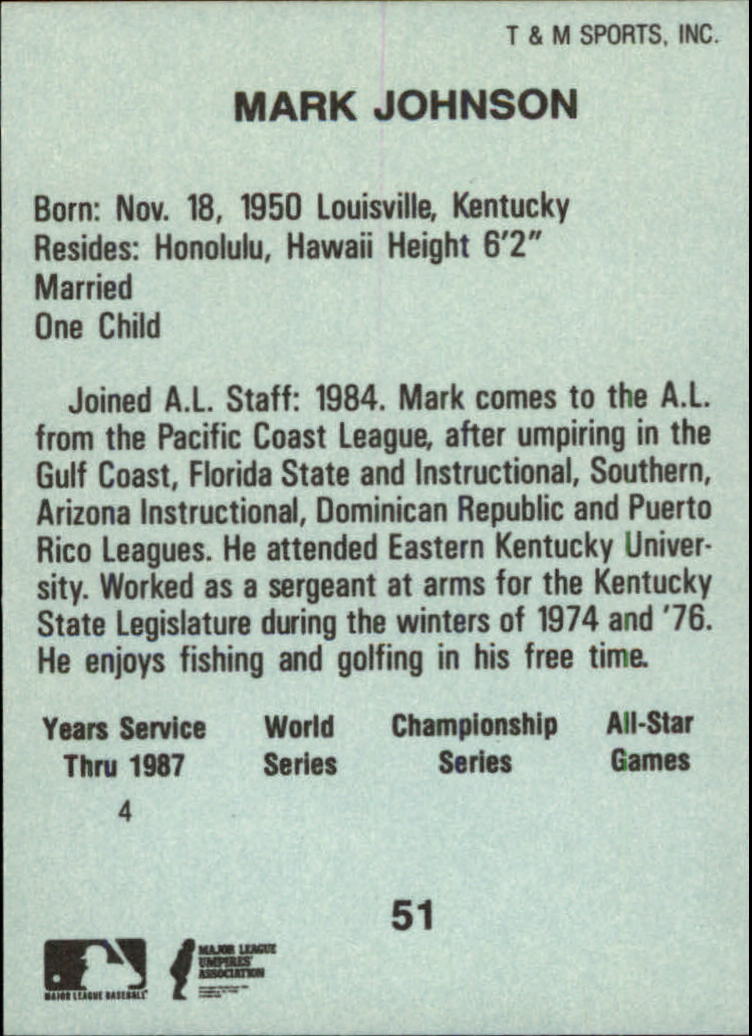 T & M SPORTS, INC.
MARK JOHNSON
Born: Nov. 18, 1950 Louisville, Kentucky
Resides: Honolulu, Hawaii Height 6'2"
Married
One Child
Joined A.L. Staff: 1984. Mark comes to the A.L.
from the Pacific Coast League, after umpiring in the
Gulf Coast, Florida State and Instructional, Southern,
Arizona Instructional, Dominican Republic and Puerto
Rico Leagues. He attended Eastern Kentucky Univer-
sity. Worked as a sergeant at arms for the Kentucky
State Legislature during the winters of 1974 and '76.
He enjoys fishing and golfing in his free time.
Years Service World Championship All-Star
Thru 1987 Series Series Games
4
51
MAJOR LEAGUE BASEBALL
MAJOR LEAGUE
UMPIRES'
ASSOCIATION